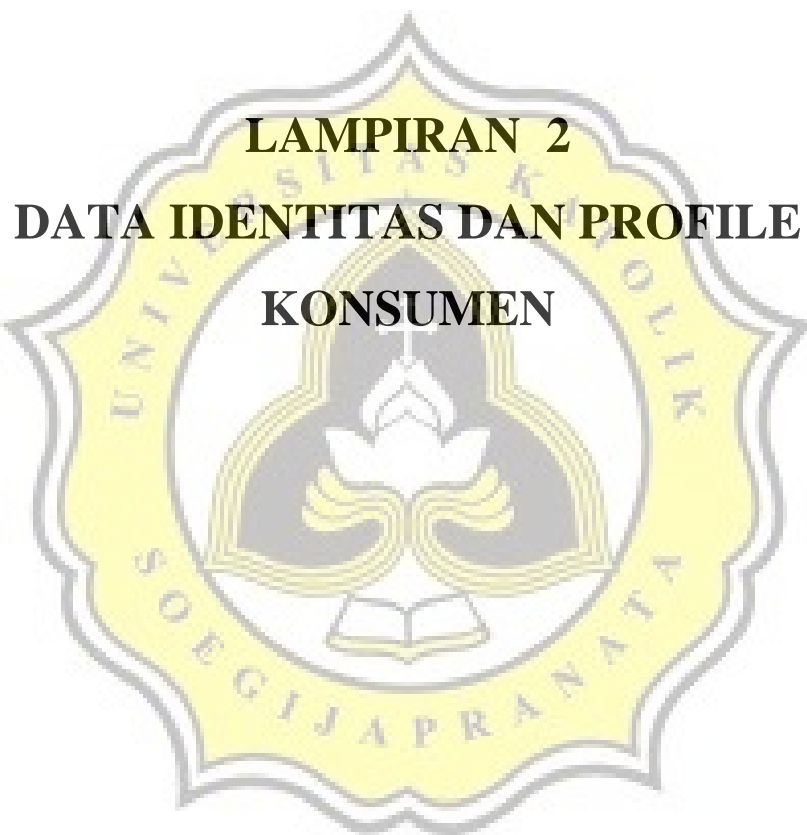 LAMPIRAN 2
DATA IDENTITAS DAN PROFILE
KONSUMEN
UNIVERSITAS KATOLIK
SOEGIJAPRANATA